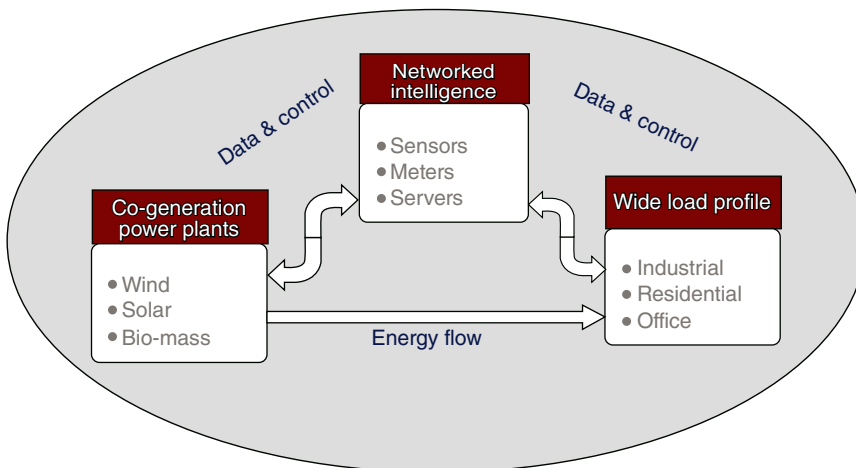 Networked
intelligence
Data & control
Data & control
• Sensors
• Meters
• Servers
Co-generation
power plants
Wide load profile
• Wind
• Solar
• Bio-mass
• Industrial
• Residential
• Office
Energy flow